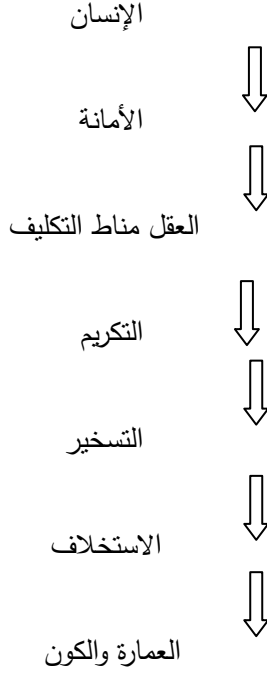 الإنسان
الأمانة
العقل مناط التكليف
التكريم
التسخير
الاستخلاف
العمارة والكون